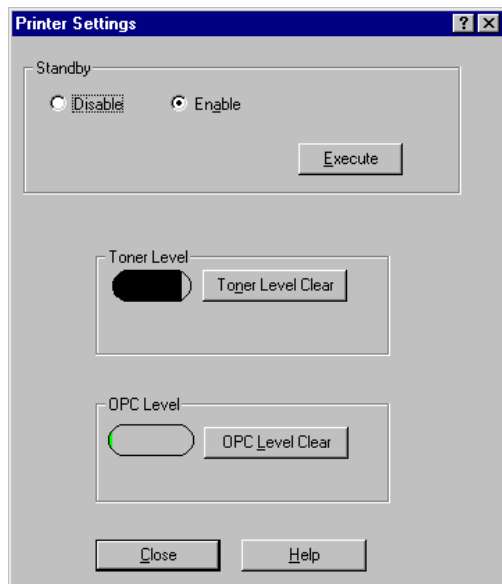 Printer Settings
Standby
Disable
Enable
Execute
Toner Level
Toner Level Clear
OPC Level
OPC Level Clear
Close
Help